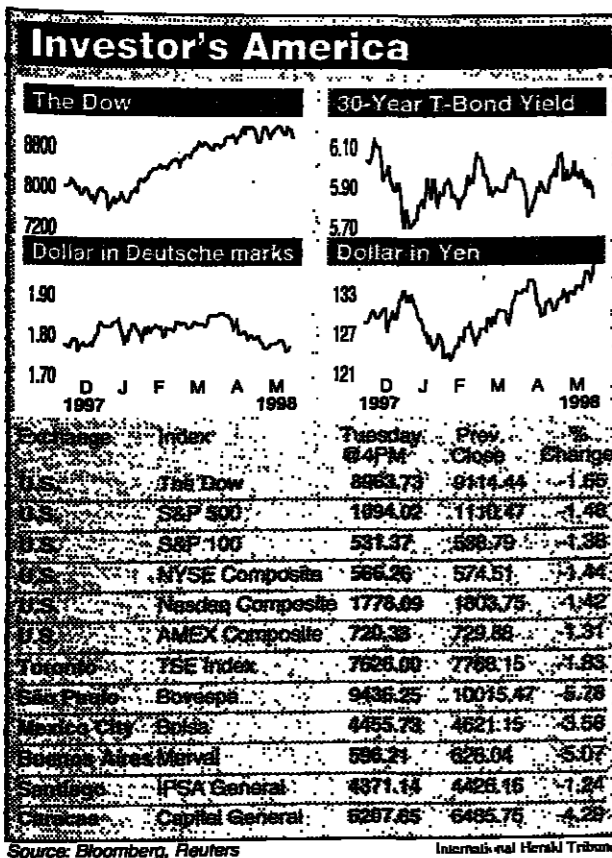 Investor's America
The Dow
30-Year T-Bond Yield
8800
8000
7200
6.10
5.90
5.70
Dollar in Deutsche marks
Dollar in Yen
1.90
1.80
1.70
133
127
121
D J F M A M
1997 1998
D J F M A M
1997 1998
Exchange Index Tuesday Prev. %
@4PM Close Change
U.S. The Dow 8963.73 9114.44 -1.65
U.S. S&P 500 1094.02 1110.47 -1.48
U.S. S&P 100 531.37 538.79 -1.38
U.S. NYSE Composite 566.26 574.51 -1.44
U.S. Nasdaq Composite 1778.09 1803.75 -1.42
U.S. AMEX Composite 729.88 -1.31
Toronto TSE Index 7626.00 7768.15 -1.83
São Paulo Bovespa 9436.25 10015.47 -5.78
Mexico City Bolsa 4455.73 4621.15 -3.58
Buenos Aires Merval 596.21 628.04 -5.07
Santiago IPSA General 4371.14 4426.16 -1.24
Caracas Capital General 6207.65 6485.75 -4.29
Source: Bloomberg, Reuters
International Herald Tribune